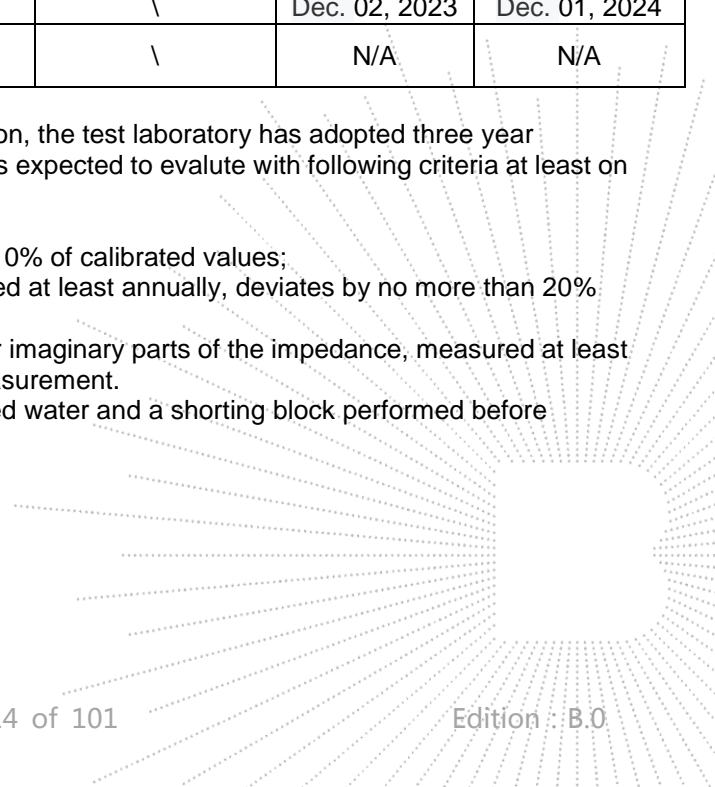 \ Dec. 02, 2023 Dec. 01, 2024
\ N/A N/A
on, the test laboratory has adopted three year
s expected to evalute with following criteria at least on
0% of calibrated values;
ed at least annually, deviates by no more than 20%
r imaginary parts of the impedance, measured at least
surement.
ed water and a shorting block performed before
4 of 101 Edition : B.0